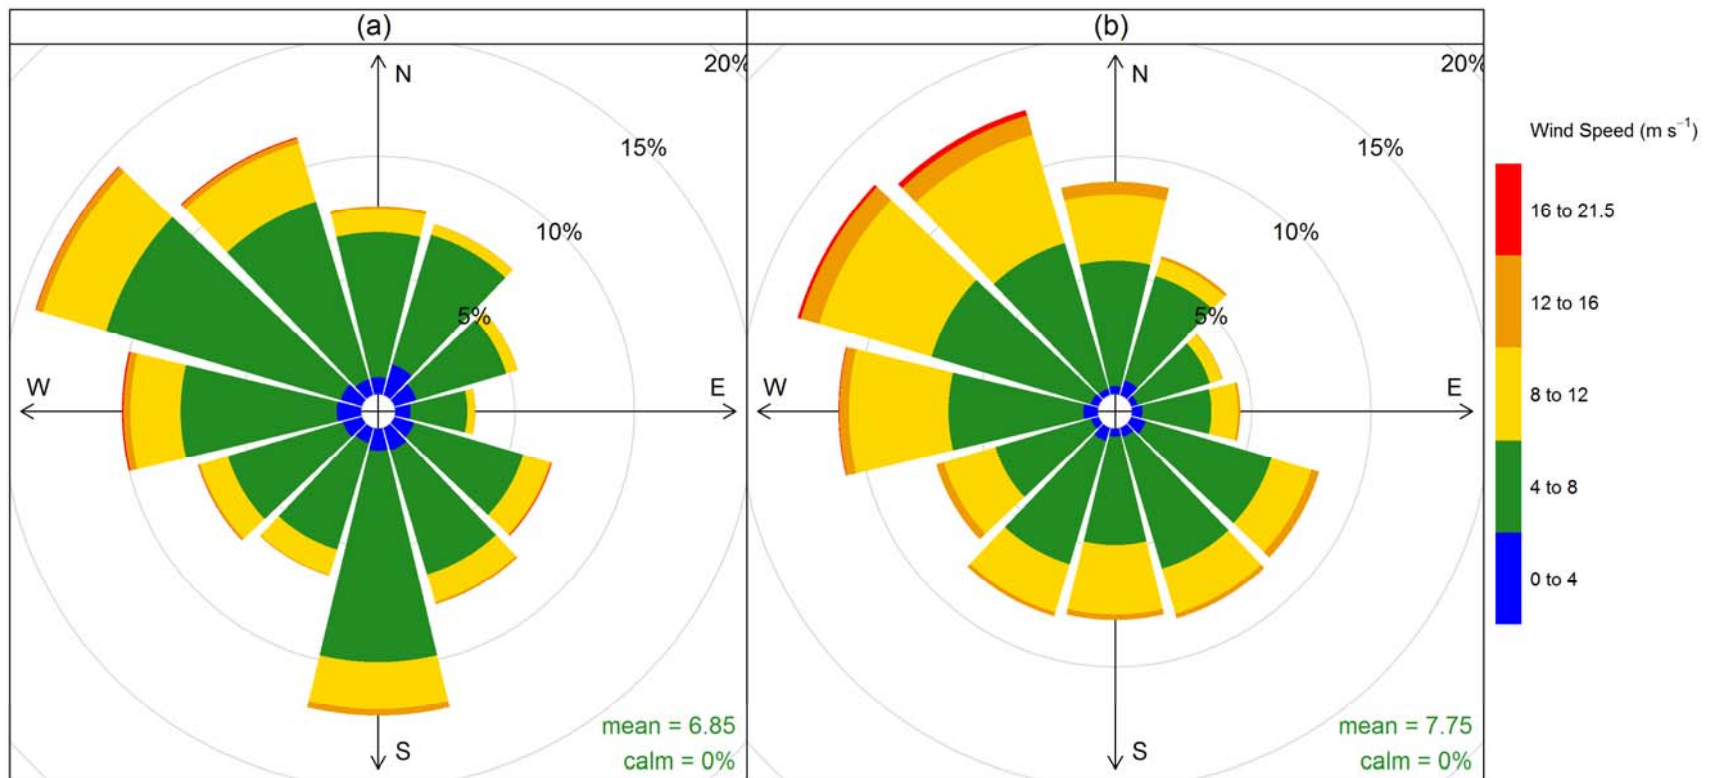 (a)
(b)
20%
20%
N
N
Wind Speed (m s⁻¹)
15%
15%
16 to 21.5
10%
10%
12 to 16
5%
5%
W
E
W
E
8 to 12
4 to 8
0 to 4
mean = 6.85
mean = 7.75
S
calm = 0%
S
calm = 0%